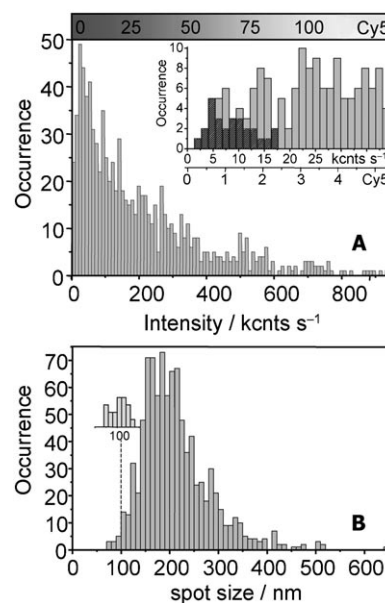 0 25 50 75 100 Cy5
50
40
30
20
10
0
Occurrence
10
8
6
4
2
0
Occurrence
0 5 10 15 20 25 kcnts s⁻¹
0 1 2 3 4 Cy5
A
0 200 400 600 800
Intensity / kcnts s⁻¹
70
60
50
40
30
20
10
0
Occurrence
100
B
0 100 200 300 400 500 600
spot size / nm